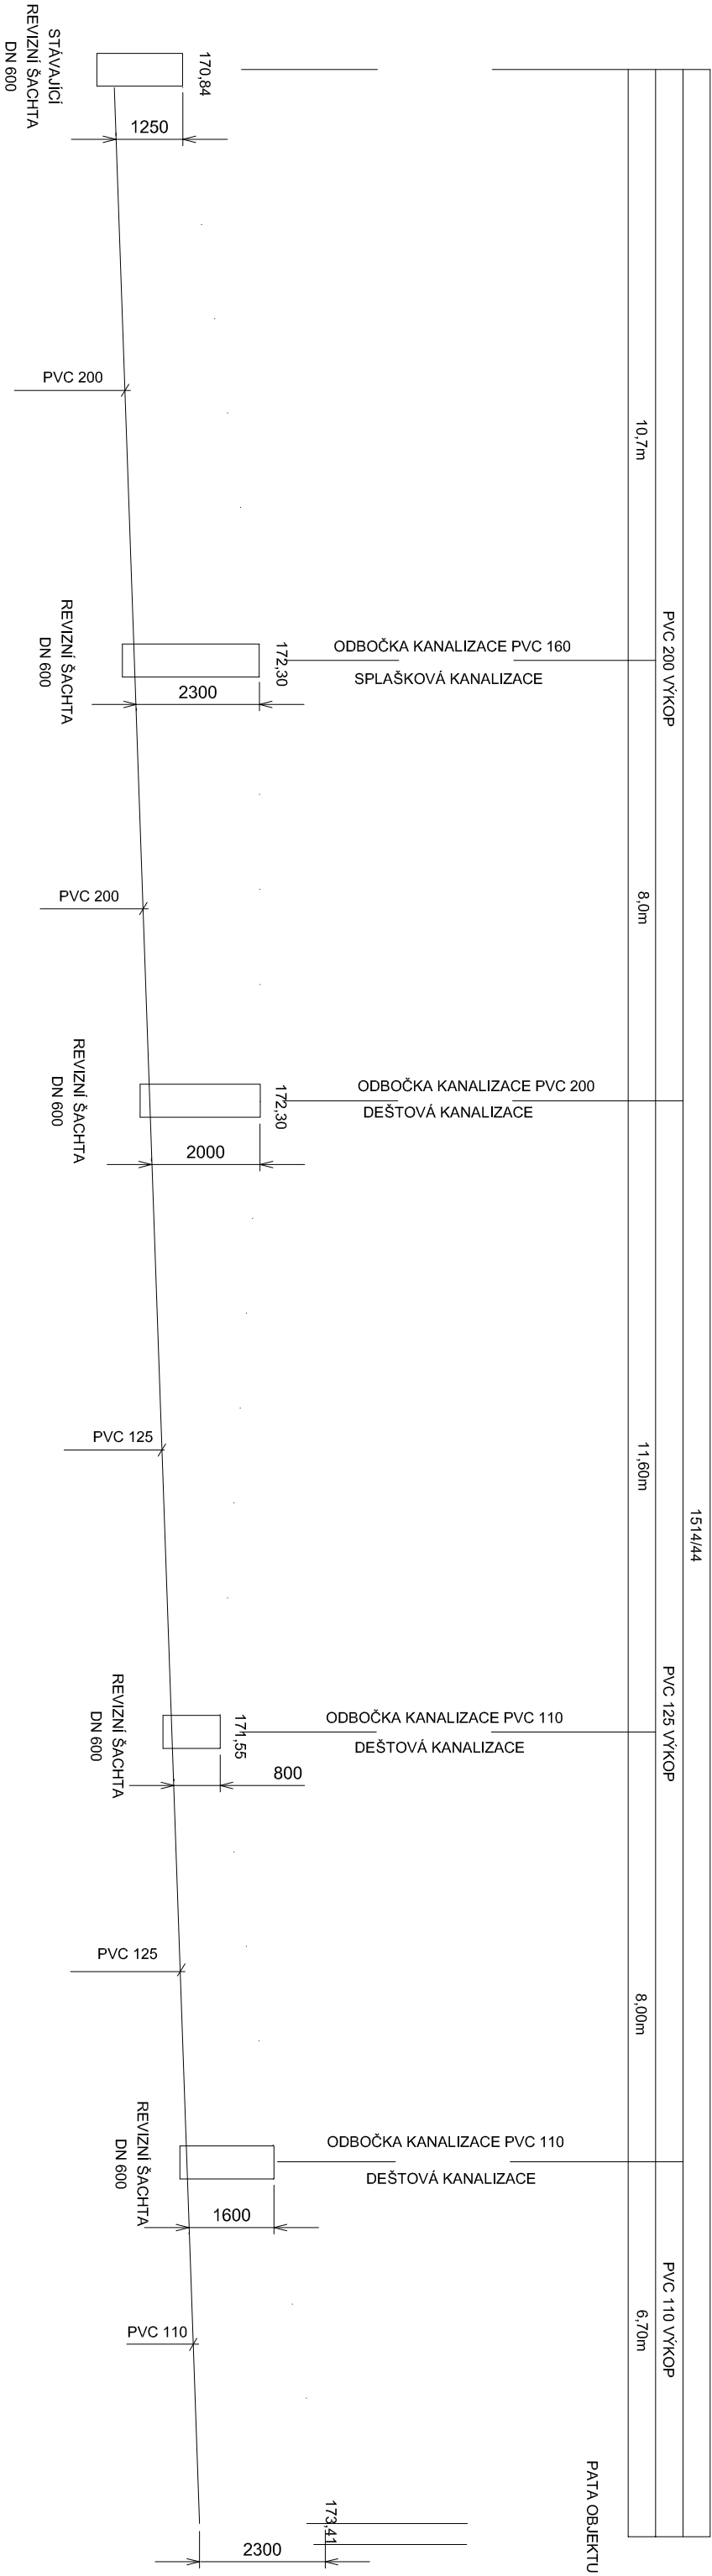 STÁVAJÍCÍ
REVIZNÍ ŠACHTA
DN 600
170,84
1250
PVC 200
10,7m
REVIZNÍ ŠACHTA
DN 600
172,30
ODBOČKA KANALIZACE PVC 160
SPLAŠKOVÁ KANALIZACE
2300
PVC 200 VÝKOP
PVC 200
8,0m
REVIZNÍ ŠACHTA
DN 600
172,30
ODBOČKA KANALIZACE PVC 200
DEŠTOVÁ KANALIZACE
2000
PVC 125
11,60m
1514/44
REVIZNÍ ŠACHTA
DN 600
171,55
ODBOČKA KANALIZACE PVC 110
DEŠTOVÁ KANALIZACE
800
PVC 125 VÝKOP
PVC 125
8,00m
REVIZNÍ ŠACHTA
DN 600
ODBOČKA KANALIZACE PVC 110
DEŠTOVÁ KANALIZACE
1600
PVC 110
PVC 110 VÝKOP
6,70m
PATA OBJEKTU
173,41
2300